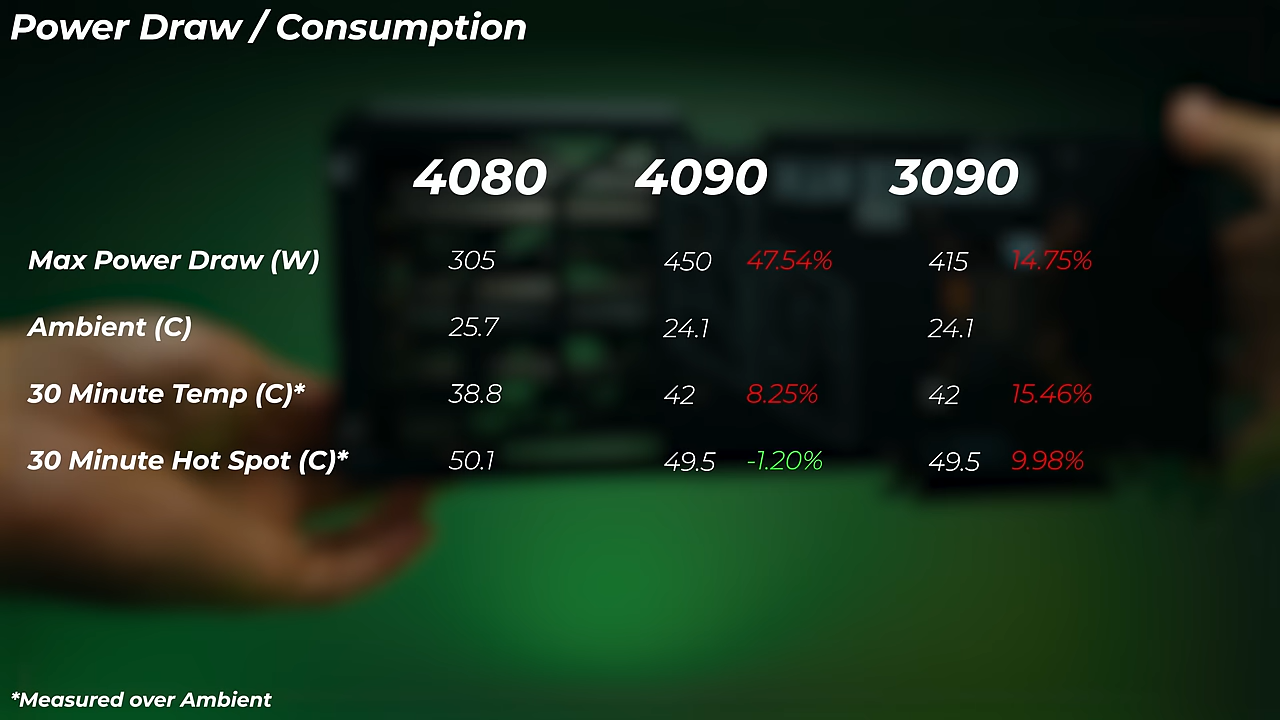 Power Draw / Consumption
4080 4090 3090
Max Power Draw (W) 305 450 47.54% 415 14.75%
Ambient (C) 25.7 24.1 24.1
30 Minute Temp (C)* 38.8 42 8.25% 42 15.46%
30 Minute Hot Spot (C)* 50.1 49.5 -1.20% 49.5 9.98%
*Measured over Ambient